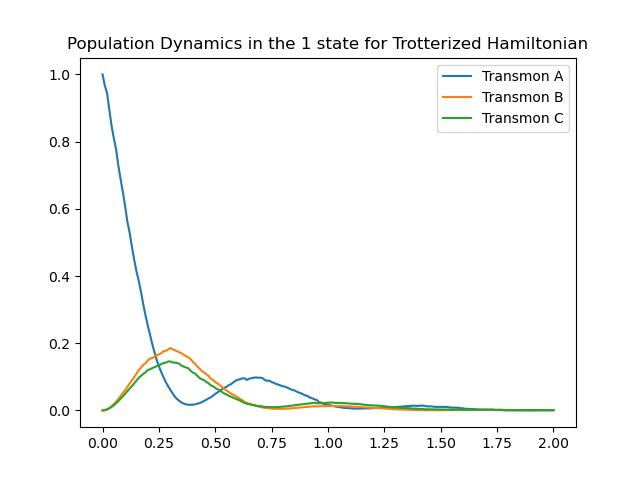 Population Dynamics in the 1 state for Trotterized Hamiltonian
1.0
0.8
0.6
0.4
0.2
0.0
Transmon A
Transmon B
Transmon C
0.00 0.25 0.50 0.75 1.00 1.25 1.50 1.75 2.00